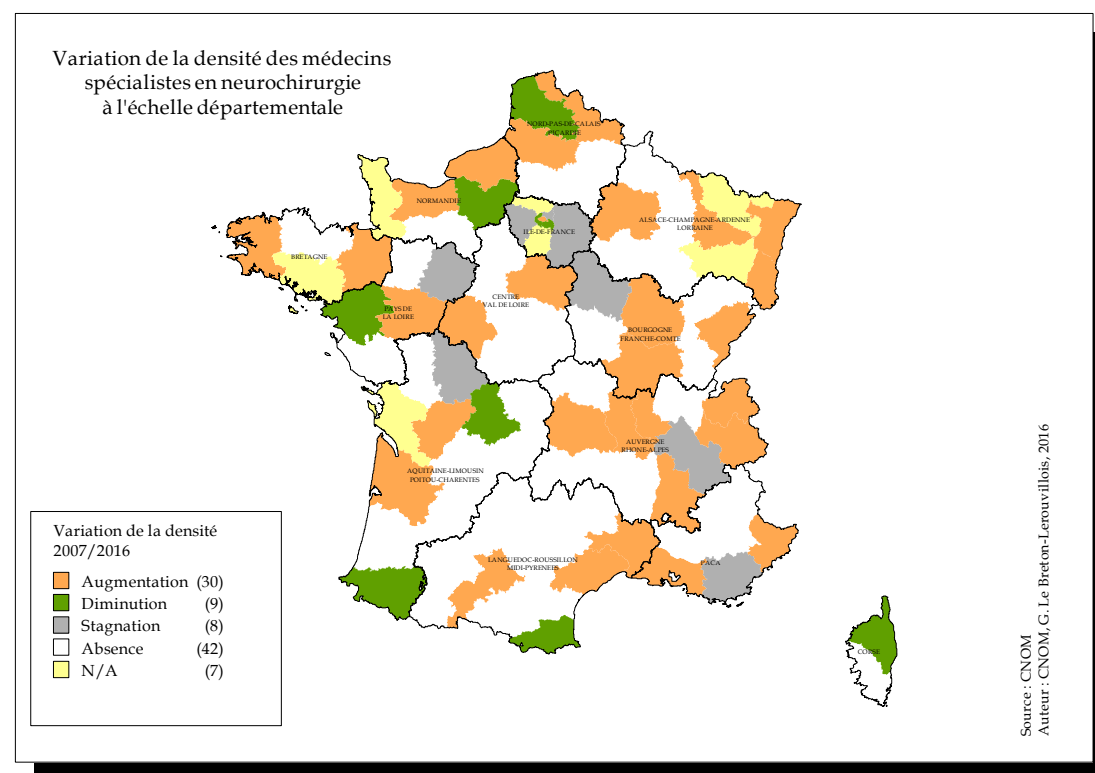 Variation de la densité des médecins
spécialistes en neurochirurgie
à l'échelle départementale
NORD-PAS-DE CALAIS
PICARDIE
NORMANDIE
ILE-DE-FRANCE
ALSACE-CHAMPAGNE-ARDENNE
LORRAINE
BRETAGNE
PAYS DE
LA LOIRE
CENTRE
VAL DE LOIRE
BOURGOGNE
FRANCHE-COMTE
AUVERGNE
RHONE-ALPES
AQUITAINE-LIMOUSIN
POITOU-CHARENTES
LANGUEDOC-ROUSSILLON
MIDI-PYRENEES
PACA
CORSE
Variation de la densité
2007/2016
Augmentation (30)
Diminution (9)
Stagnation (8)
Absence (42)
N/A (7)
Source : CNOM
Auteur : CNOM, G. Le Breton-Lerouvillois, 2016